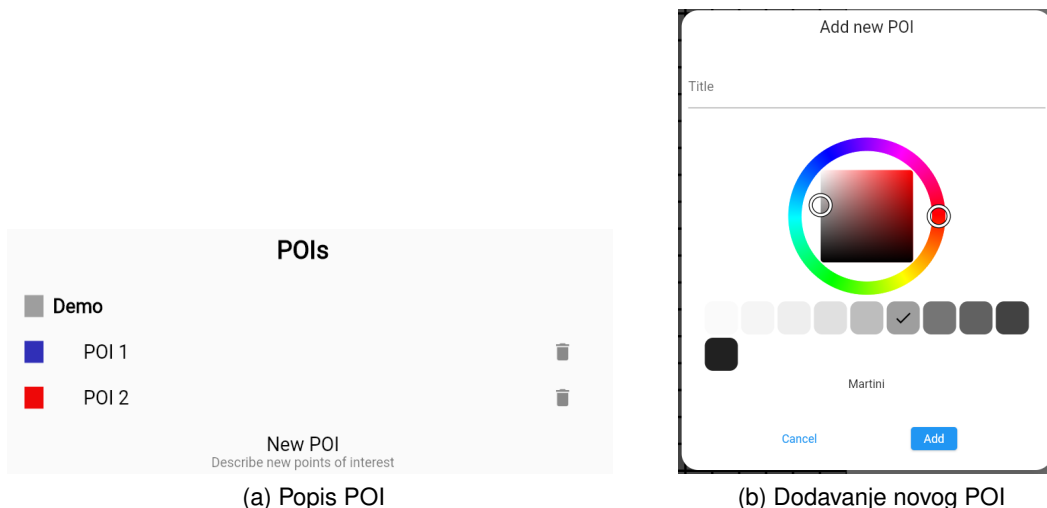 POIs
Demo
POI 1
POI 2
New POI
Describe new points of interest
(a) Popis POI
Add new POI
Title
Martini
Cancel
Add
(b) Dodavanje novog POI